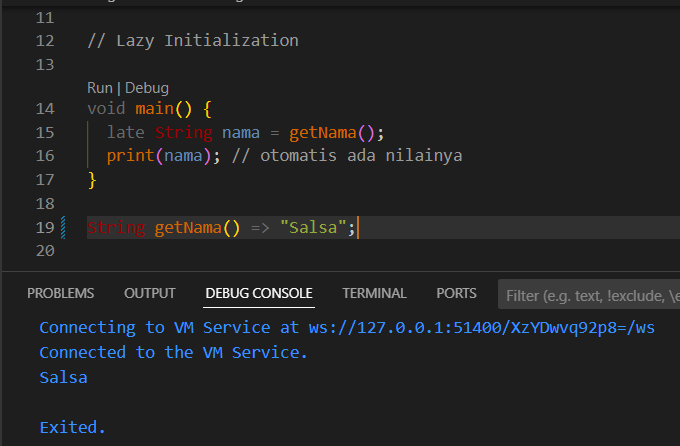 11
12 // Lazy Initialization
13
Run | Debug
14 void main() {
15 late String nama = getNama();
16 print(nama); // otomatis ada nilainya
17 }
18
19 String getNama() => "Salsa";
20
PROBLEMS OUTPUT DEBUG CONSOLE TERMINAL PORTS Filter (e.g. text, !exclude, \e
Connecting to VM Service at ws://127.0.0.1:51400/XzYDwvq92p8=/ws
Connected to the VM Service.
Salsa
Exited.